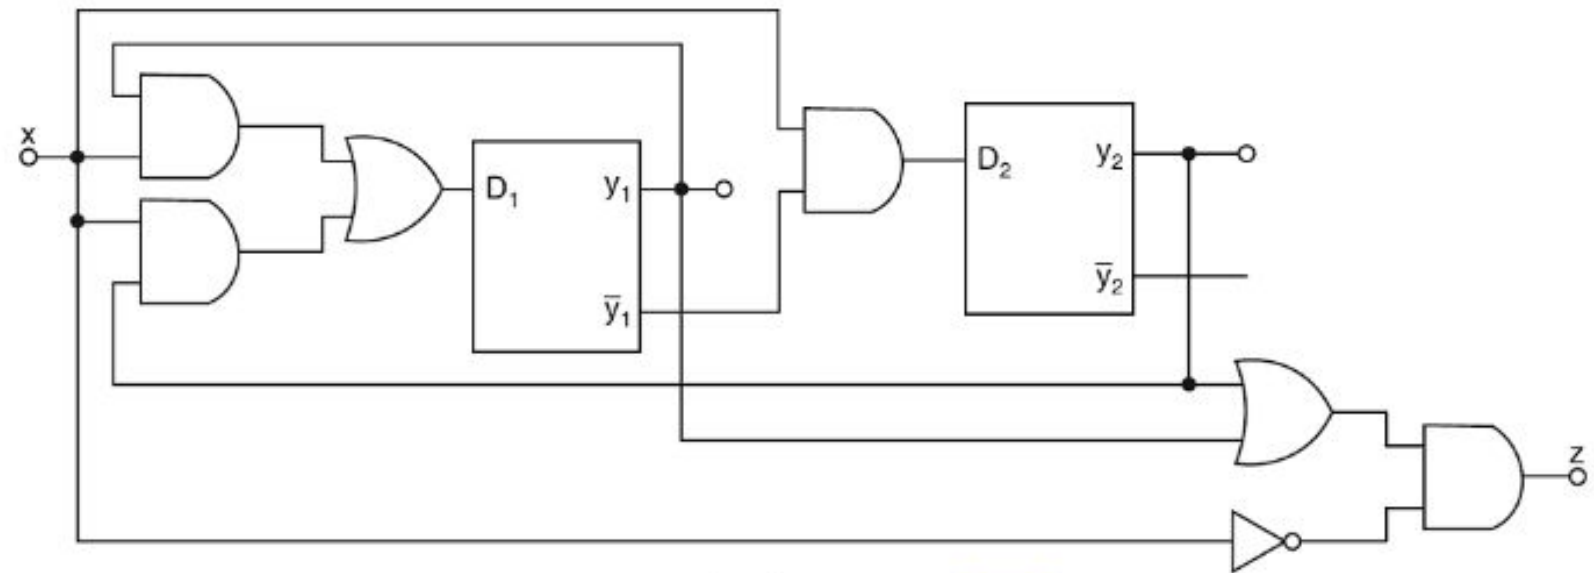 x
D₁
y₁
ȳ₁
D₂
y₂
ȳ₂
z